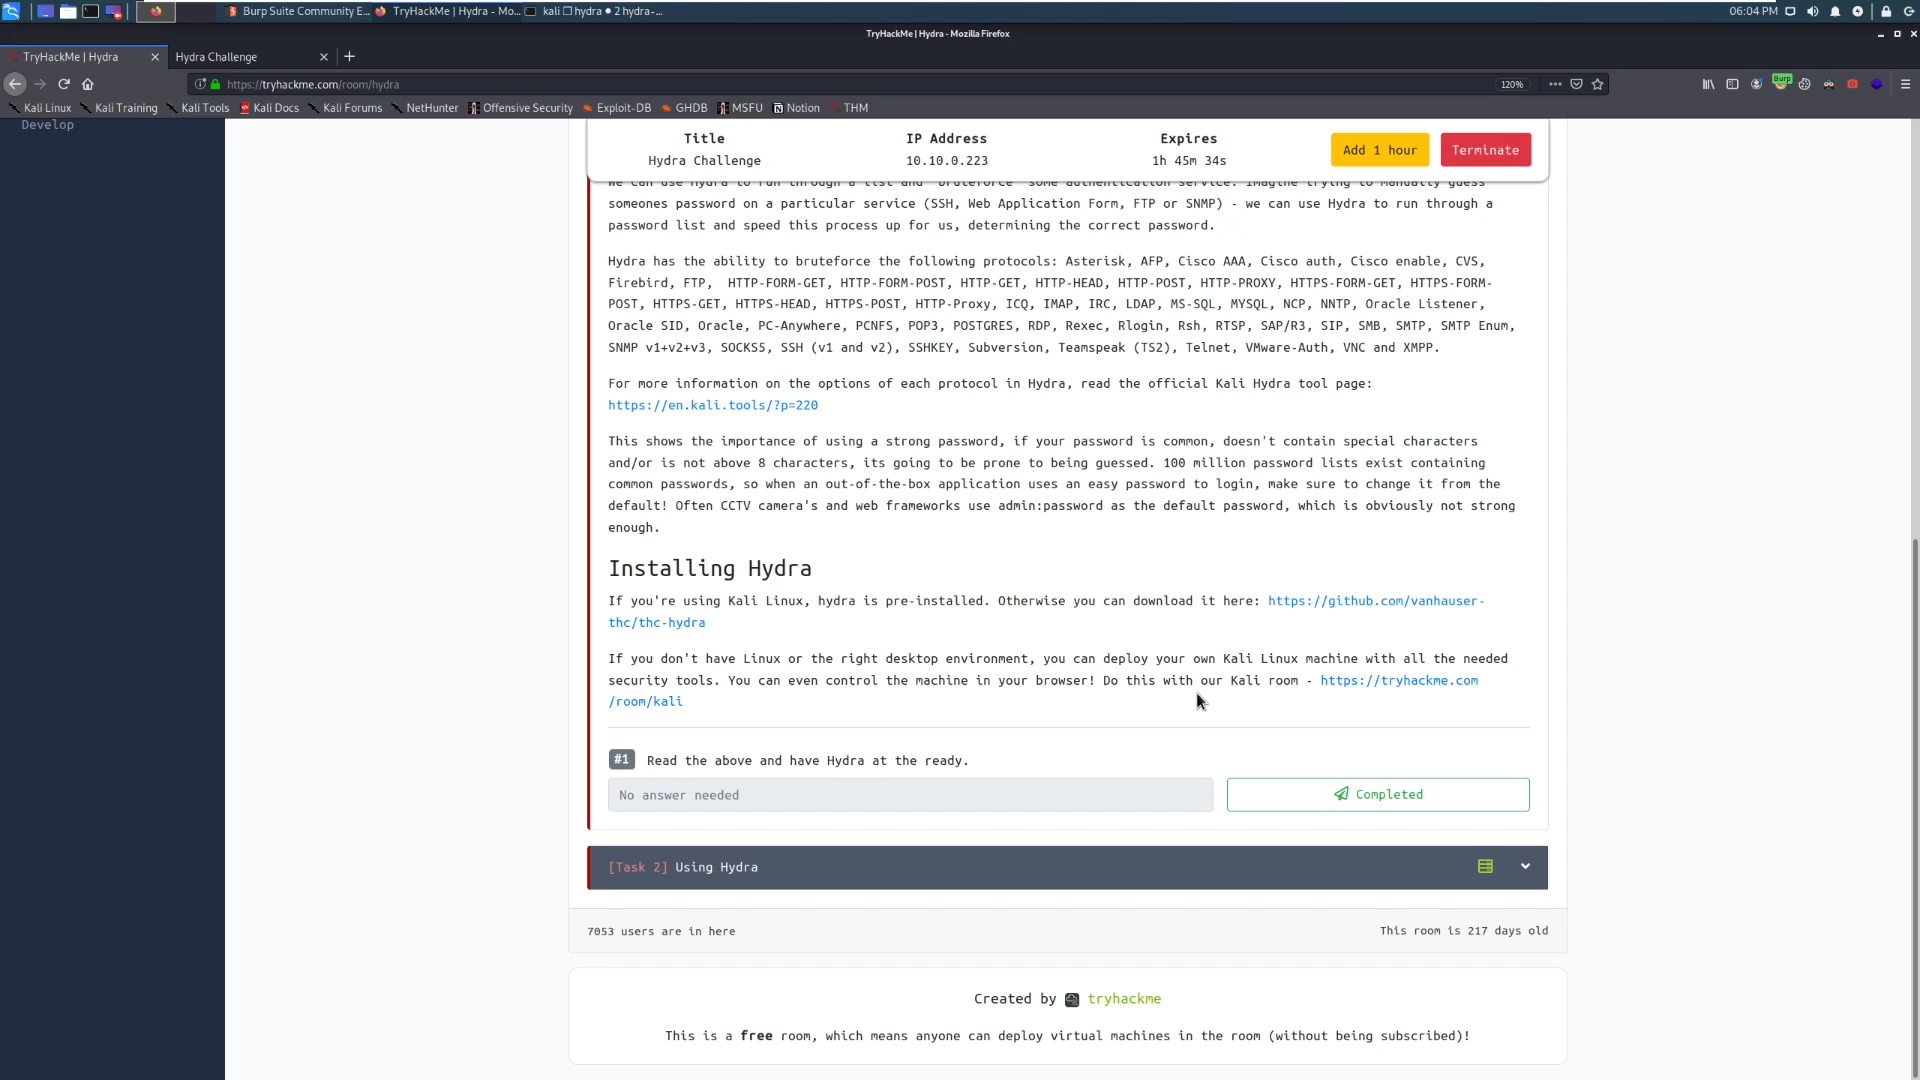 Burp Suite Community E...
TryHackMe | Hydra - Mo...
kali ❐ hydra ● 2 hydra-...
06:04 PM
TryHackMe | Hydra - Mozilla Firefox
TryHackMe | Hydra
Hydra Challenge
https://tryhackme.com/room/hydra
120%
Burp
Kali Linux
Kali Training
Kali Tools
Kali Docs
Kali Forums
NetHunter
Offensive Security
Exploit-DB
GHDB
MSFU
Notion
THM
Develop
Title
IP Address
Expires
Hydra Challenge
10.10.0.223
1h 45m 34s
Add 1 hour
Terminate
We can use Hydra to run through a list and 'bruteforce' some authentication service. Imagine trying to manually guess
someones password on a particular service (SSH, Web Application Form, FTP or SNMP) - we can use Hydra to run through a
password list and speed this process up for us, determining the correct password.
Hydra has the ability to bruteforce the following protocols: Asterisk, AFP, Cisco AAA, Cisco auth, Cisco enable, CVS,
Firebird, FTP,  HTTP-FORM-GET, HTTP-FORM-POST, HTTP-GET, HTTP-HEAD, HTTP-POST, HTTP-PROXY, HTTPS-FORM-GET, HTTPS-FORM-
POST, HTTPS-GET, HTTPS-HEAD, HTTPS-POST, HTTP-Proxy, ICQ, IMAP, IRC, LDAP, MS-SQL, MYSQL, NCP, NNTP, Oracle Listener,
Oracle SID, Oracle, PC-Anywhere, PCNFS, POP3, POSTGRES, RDP, Rexec, Rlogin, Rsh, RTSP, SAP/R3, SIP, SMB, SMTP, SMTP Enum,
SNMP v1+v2+v3, SOCKS5, SSH (v1 and v2), SSHKEY, Subversion, Teamspeak (TS2), Telnet, VMware-Auth, VNC and XMPP.
For more information on the options of each protocol in Hydra, read the official Kali Hydra tool page:
https://en.kali.tools/?p=220
This shows the importance of using a strong password, if your password is common, doesn't contain special characters
and/or is not above 8 characters, its going to be prone to being guessed. 100 million password lists exist containing
common passwords, so when an out-of-the-box application uses an easy password to login, make sure to change it from the
default! Often CCTV camera's and web frameworks use admin:password as the default password, which is obviously not strong
enough.
Installing Hydra
If you're using Kali Linux, hydra is pre-installed. Otherwise you can download it here: https://github.com/vanhauser-
thc/thc-hydra
If you don't have Linux or the right desktop environment, you can deploy your own Kali Linux machine with all the needed
security tools. You can even control the machine in your browser! Do this with our Kali room - https://tryhackme.com
/room/kali
#1 Read the above and have Hydra at the ready.
No answer needed
Completed
[Task 2] Using Hydra
7053 users are in here
This room is 217 days old
Created by tryhackme
This is a free room, which means anyone can deploy virtual machines in the room (without being subscribed)!